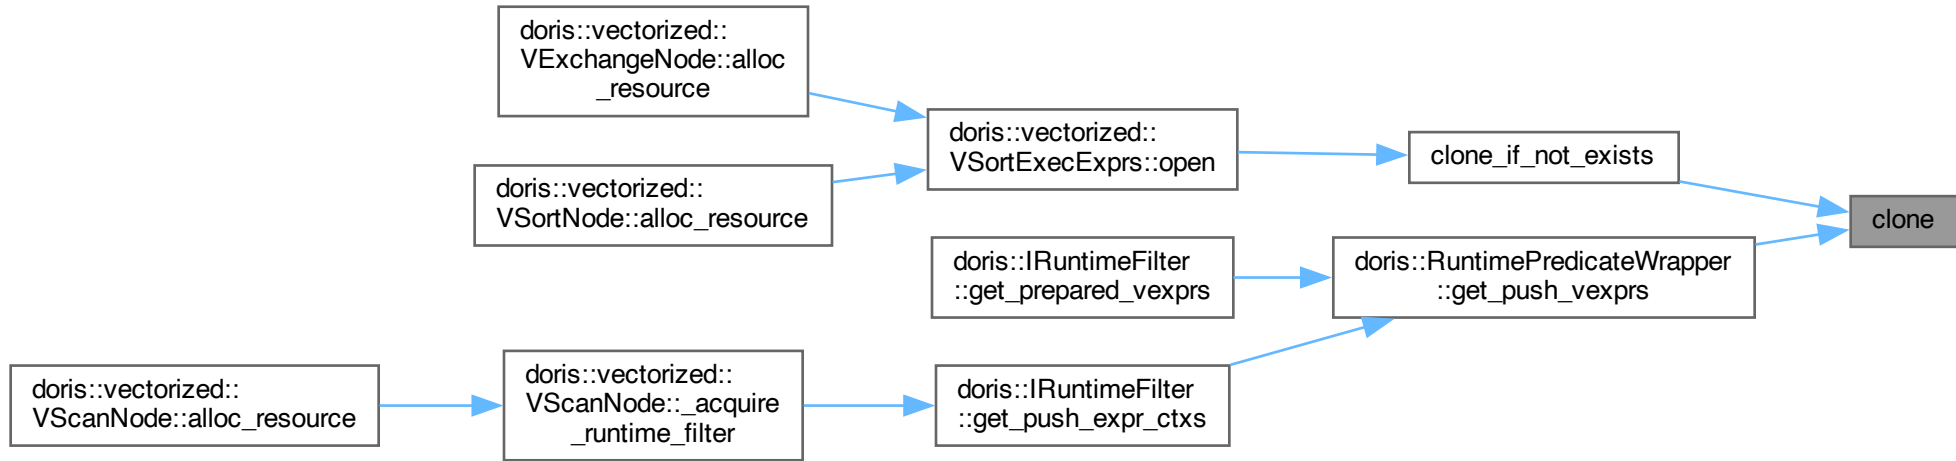 doris::vectorized::
VExchangeNode::alloc
_resource
doris::vectorized::
VSortExecExprs::open
clone_if_not_exists
doris::vectorized::
VSortNode::alloc_resource
clone
doris::IRuntimeFilter
::get_prepared_vexprs
doris::RuntimePredicateWrapper
::get_push_vexprs
doris::vectorized::
VScanNode::alloc_resource
doris::vectorized::
VScanNode::_acquire
_runtime_filter
doris::IRuntimeFilter
::get_push_expr_ctxs